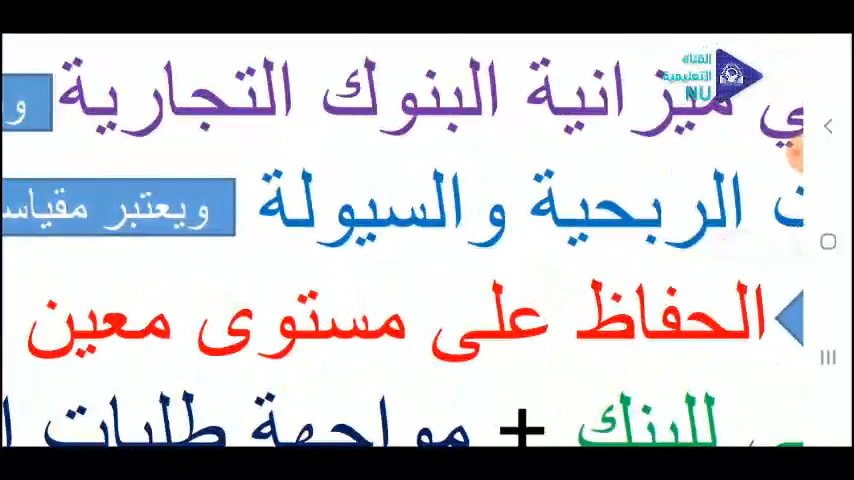 القناة
التعليمية
NU
ميزانية البنوك التجارية
الربحية والسيولة
ويعتبر مقياس
الحفاظ على مستوى معين
للبنك + مواجهة طلبات